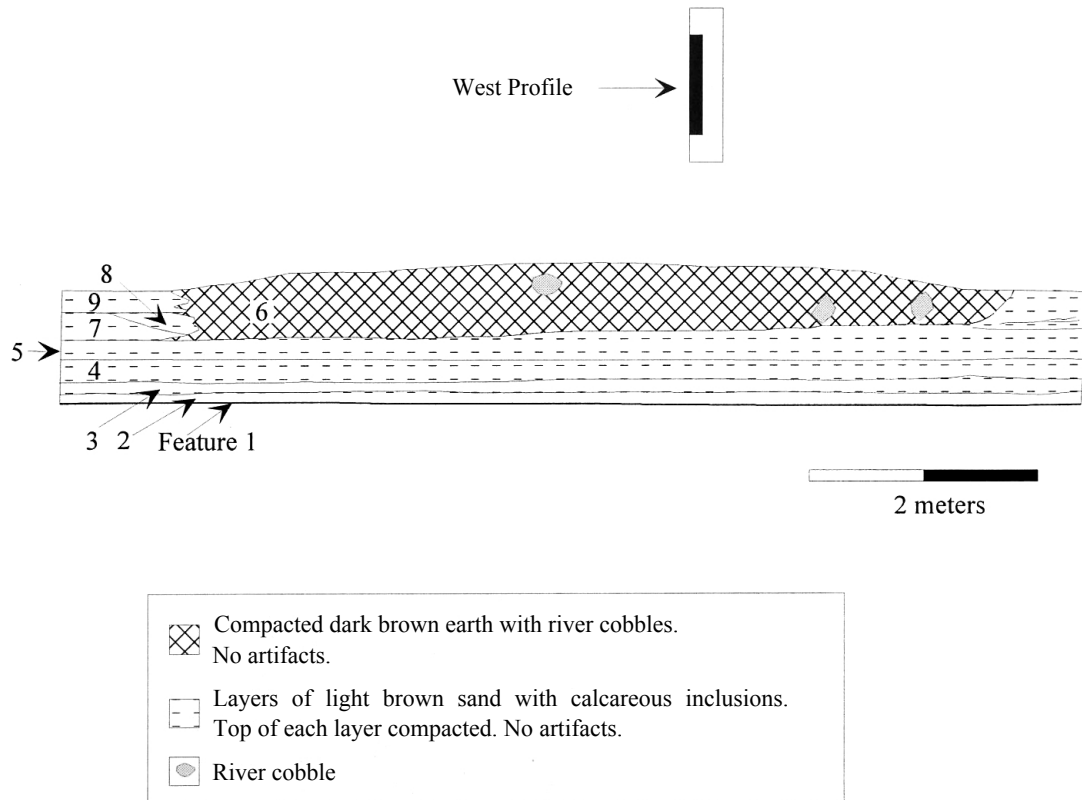 West Profile
8
9
6
7
5
4
3 2 Feature 1
2 meters
Compacted dark brown earth with river cobbles.
No artifacts.
Layers of light brown sand with calcareous inclusions.
Top of each layer compacted. No artifacts.
River cobble